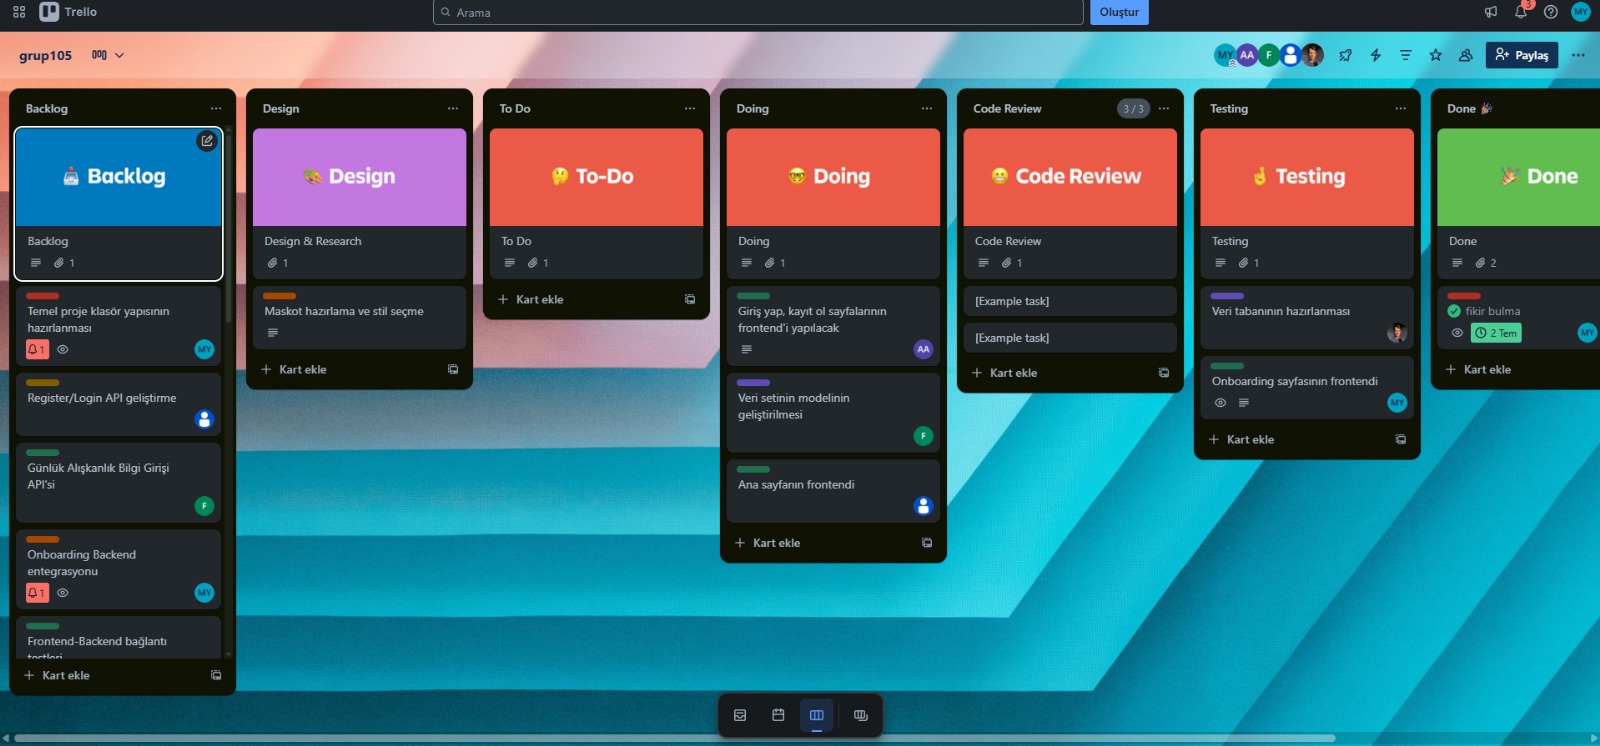 Trello
Arama
Oluştur
3
MY
grup105
MY
AA
F
Paylaş
Backlog
Backlog
Backlog
1
Temel proje klasör yapısının
hazırlanması
1
MY
Register/Login API geliştirme
Günlük Alışkanlık Bilgi Girişi
API'si
F
Onboarding Backend
entegrasyonu
1
MY
Frontend-Backend bağlantı
testleri
Kart ekle
Design
Design
Design & Research
1
Maskot hazırlama ve stil seçme
Kart ekle
To Do
To-Do
To Do
1
Kart ekle
Doing
Doing
Doing
1
Giriş yap, kayıt ol sayfalarının
frontend'i yapılacak
AA
Veri setinin modelinin
geliştirilmesi
F
Ana sayfanın frontendi
Kart ekle
Code Review
3 / 3
Code Review
Code Review
1
[Example task]
[Example task]
Kart ekle
Testing
Testing
Testing
1
Veri tabanının hazırlanması
Onboarding sayfasının frontendi
MY
Kart ekle
Done
Done
Done
2
fikir bulma
2 Tem
MY
Kart ekle